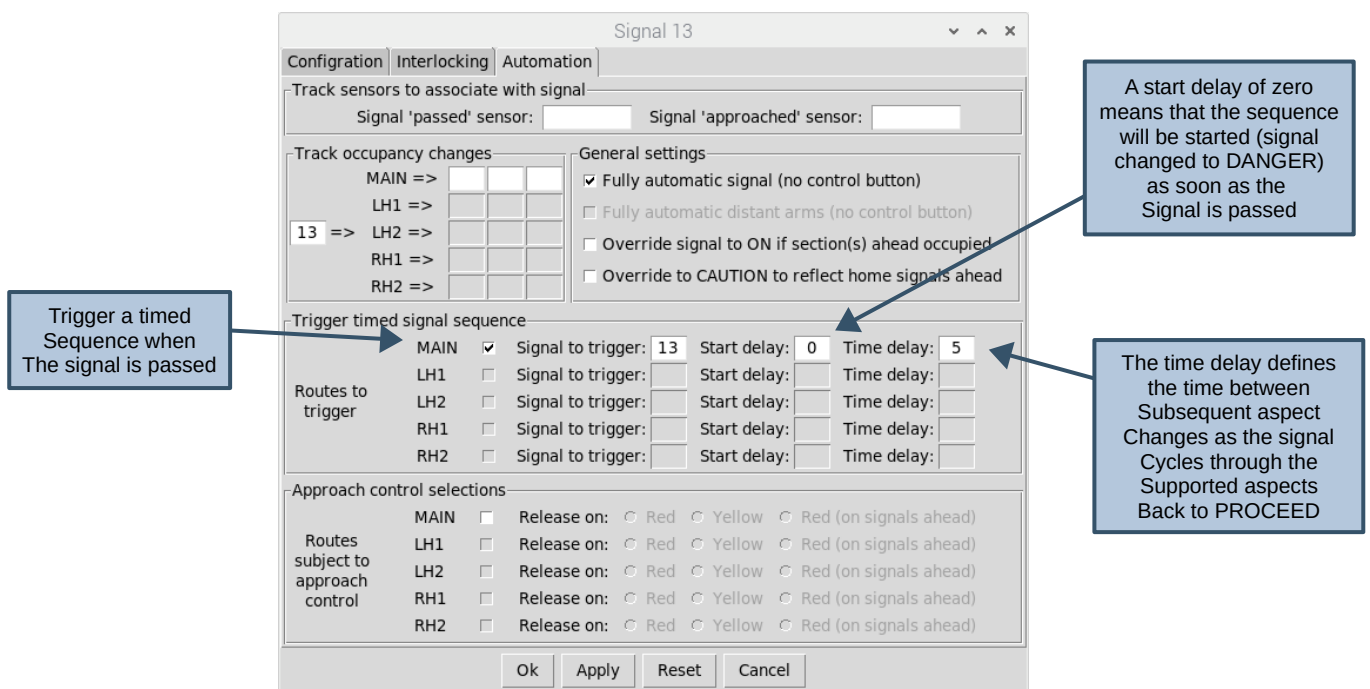 Signal 13
Configration Interlocking Automation
Track sensors to associate with signal
Signal 'passed' sensor: Signal 'approached' sensor:
Track occupancy changes
MAIN =>
LH1 =>
13 => LH2 =>
RH1 =>
RH2 =>
General settings
Fully automatic signal (no control button)
Fully automatic distant arms (no control button)
Override signal to ON if section(s) ahead occupied
Override to CAUTION to reflect home signals ahead
Trigger timed signal sequence
Routes to
trigger
MAIN Signal to trigger: 13 Start delay: 0 Time delay: 5
LH1 Signal to trigger: Start delay: Time delay:
LH2 Signal to trigger: Start delay: Time delay:
RH1 Signal to trigger: Start delay: Time delay:
RH2 Signal to trigger: Start delay: Time delay:
Approach control selections
Routes
subject to
approach
control
MAIN Release on: Red Yellow Red (on signals ahead)
LH1 Release on: Red Yellow Red (on signals ahead)
LH2 Release on: Red Yellow Red (on signals ahead)
RH1 Release on: Red Yellow Red (on signals ahead)
RH2 Release on: Red Yellow Red (on signals ahead)
Ok Apply Reset Cancel
Trigger a timed
Sequence when
The signal is passed
A start delay of zero
means that the sequence
will be started (signal
changed to DANGER)
as soon as the
Signal is passed
The time delay defines
the time between
Subsequent aspect
Changes as the signal
Cycles through the
Supported aspects
Back to PROCEED